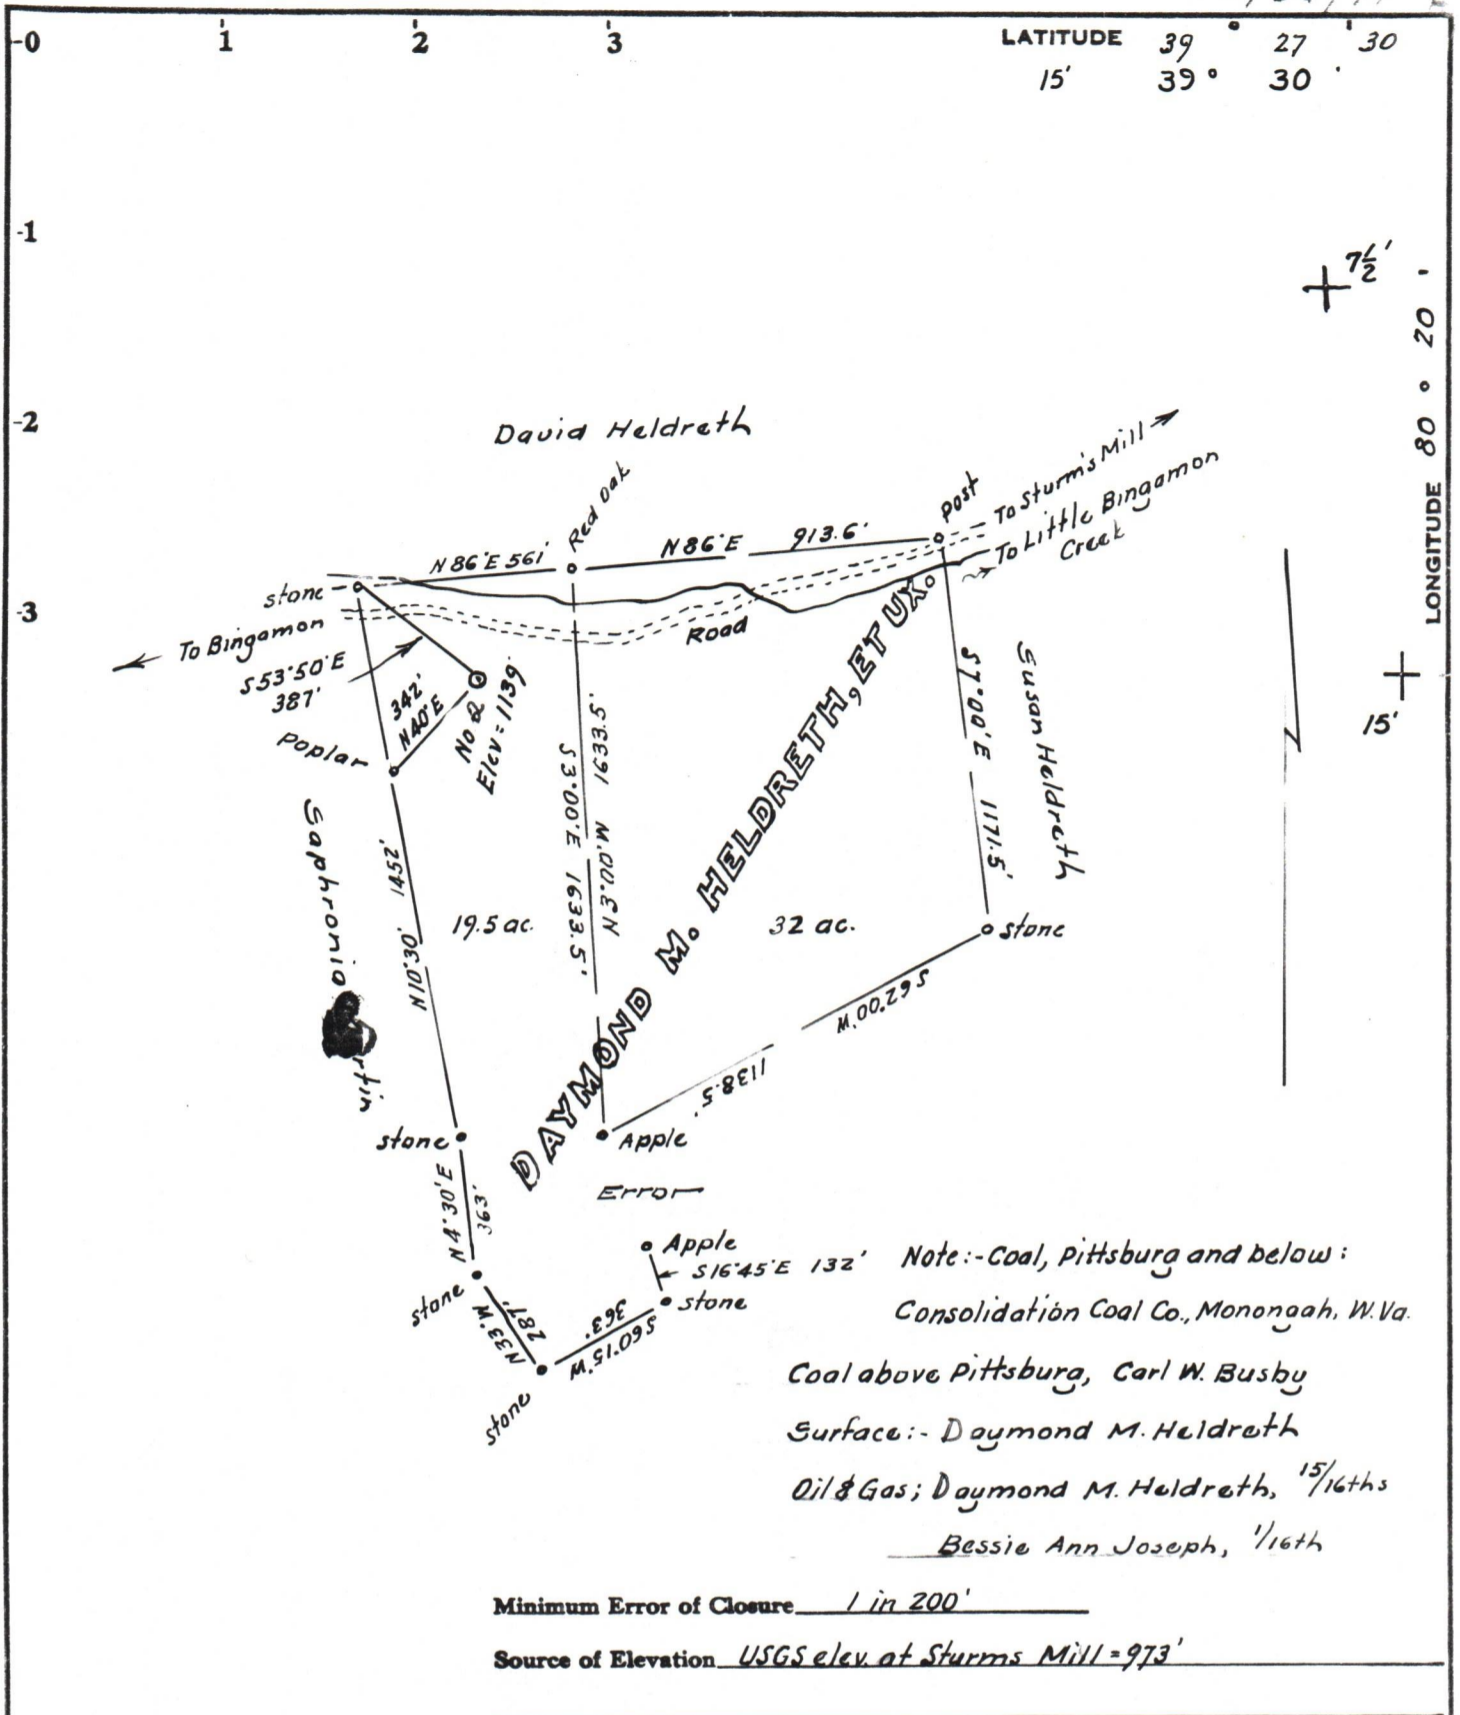 -0 1 2 3 LATITUDE 39 ° 27 ' 30
15' 39° 30 '
-1
7½'
LONGITUDE 80 ° 20 '
-2
David Heldreth
Red Oak
Post
To Sturm's Mill
To Little Bingamon
Creek
N 86°E 561'
N 86°E 913.6'
stone
-3
To Bingamon
Road
S53°50'E
387'
342'
N40°E
No 2
Elev = 1139'
Poplar
S 3°00'E 1633.5'
N3°00'W 1633.5'
S7°00'E 1171.5'
Susan Heldreth
15'
Saphronia
rtin
N10°30' 1452'
19.5 ac.
32 ac.
DAYMOND M. HELDRETH, ET UX.
stone
S62°00'W
1138.5'
stone
Apple
N 4°30'E
363'
Error
Apple
S16°45'E 132'
stone
stone
N33°W
287'
363'
S60°15'W
stone
Note:- Coal, Pittsburg and below:
Consolidation Coal Co., Monongah, W. Va.
Coal above Pittsburg, Carl W. Busby
Surface:- Daymond M. Heldreth
Oil & Gas; Daymond M. Heldreth, 15/16ths
Bessie Ann Joseph, 1/16th
Minimum Error of Closure 1 in 200'
Source of Elevation USGS elev. at Sturms Mill = 973'